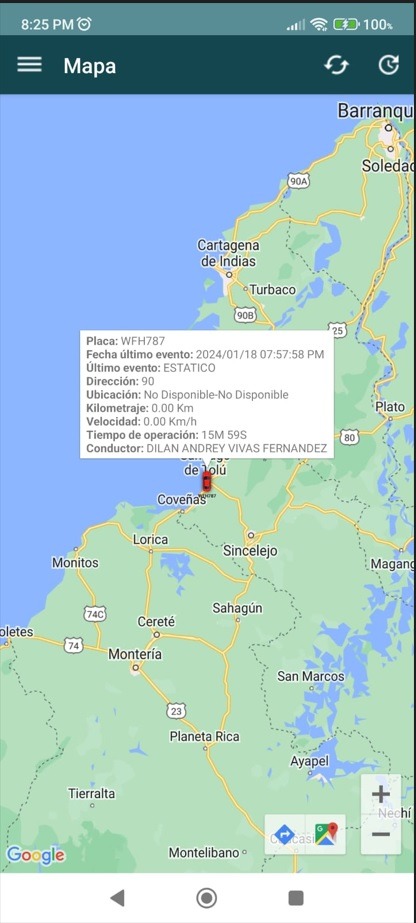 8:25 PM
100%
Mapa
Barranqu
Soledad
90A
Cartagena
de Indias
Turbaco
90B
25
Placa: WFH787
Fecha último evento: 2024/01/18 07:57:58 PM
Último evento: ESTATICO
Dirección: 90
Ubicación: No Disponible-No Disponible
Kilometraje: 0.00 Km
Velocidad: 0.00 Km/h
Tiempo de operación: 15M 59S
Conductor: DILAN ANDREY VIVAS FERNANDEZ
Plato
80
de Tolú
WFH787
Coveñas
Lorica
Sincelejo
Magang
Monitos
74C
Sahagún
Cereté
oletes
74
Montería
San Marcos
23
Planeta Rica
Ayapel
Tierralta
+
Nechí
−
Google
Montelibano